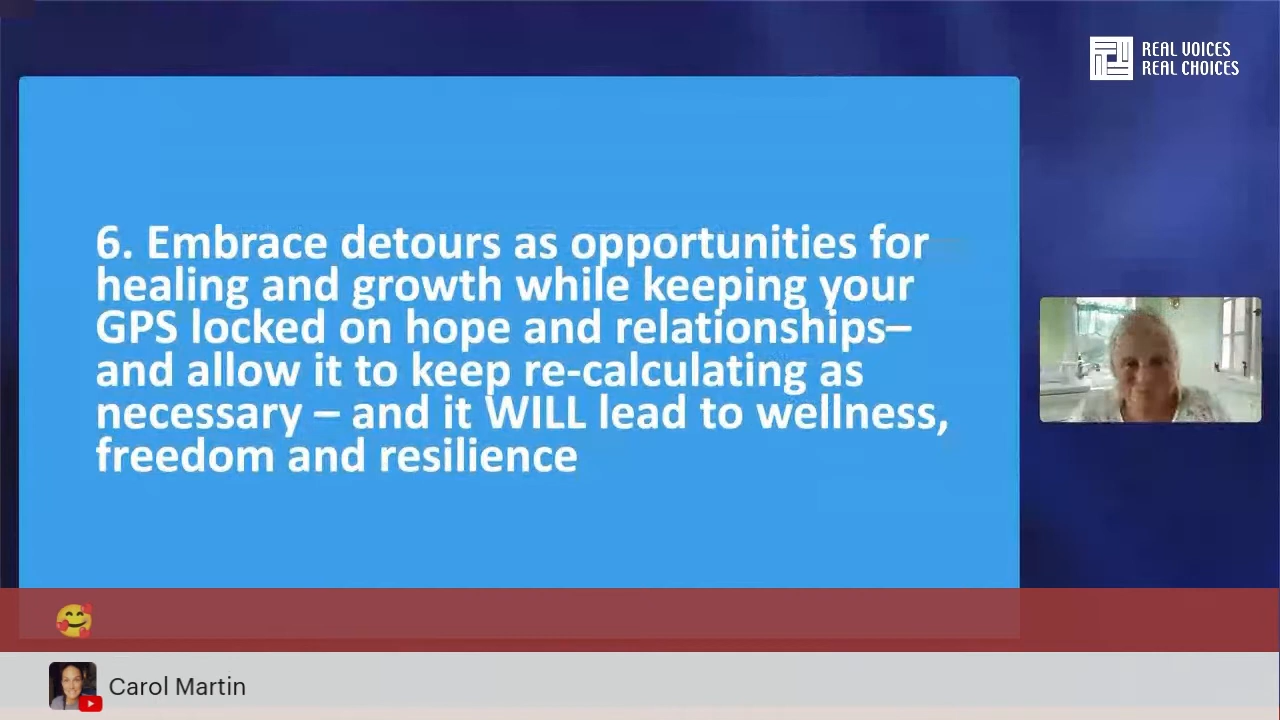 REAL VOICES
REAL CHOICES
6. Embrace detours as opportunities for
healing and growth while keeping your
GPS locked on hope and relationships–
and allow it to keep re-calculating as
necessary – and it WILL lead to wellness,
freedom and resilience
Carol Martin